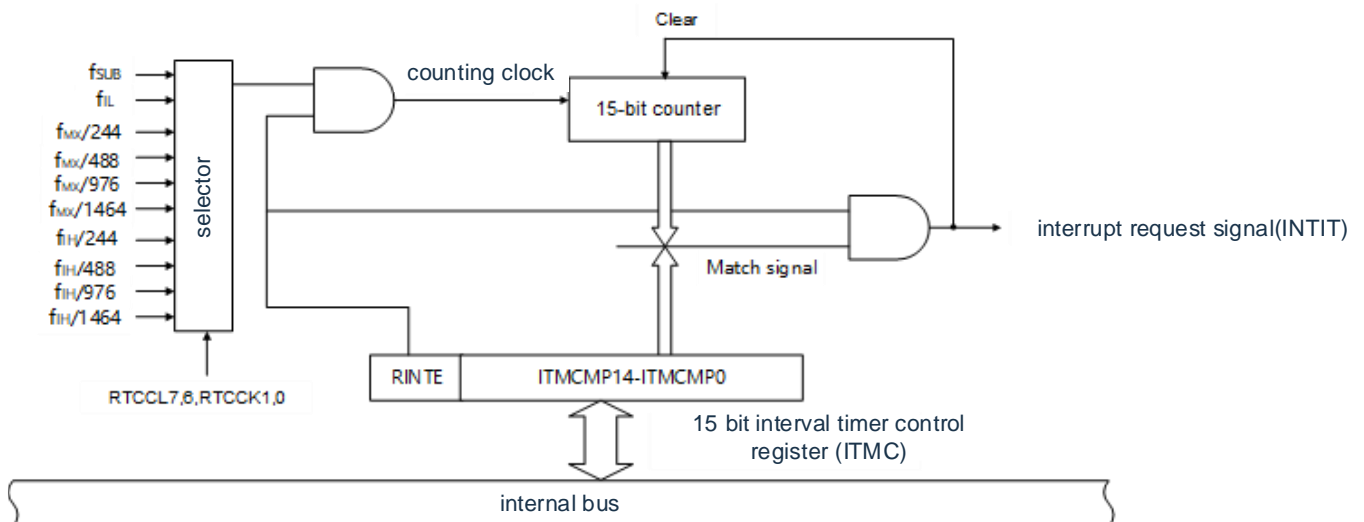 Clear
fSUB
counting clock
fIL
15-bit counter
fMX/244
fMX/488
fMX/976
selector
fMX/1464
interrupt request signal(INTIT)
fIH/244
fIH/488
Match signal
fIH/976
fIH/1464
RINTE
ITMCMP14-ITMCMP0
RTCCL7,6,RTCCK1,0
15 bit interval timer control
register (ITMC)
internal bus